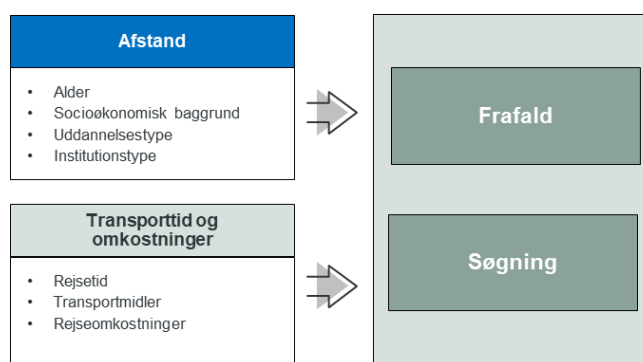 Afstand
• Alder
• Socioøkonomisk baggrund
• Uddannelsestype
• Institutionstype
Transporttid og
omkostninger
• Rejsetid
• Transportmidler
• Rejseomkostninger
Frafald
Søgning